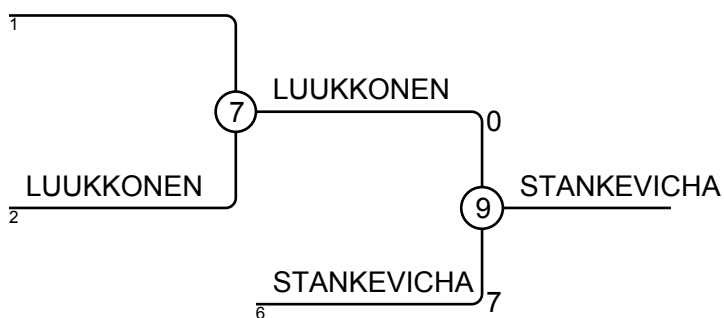 1
LUUKKONEN
7
0
LUUKKONEN
STANKEVICHA
2
9
STANKEVICHA
7
6